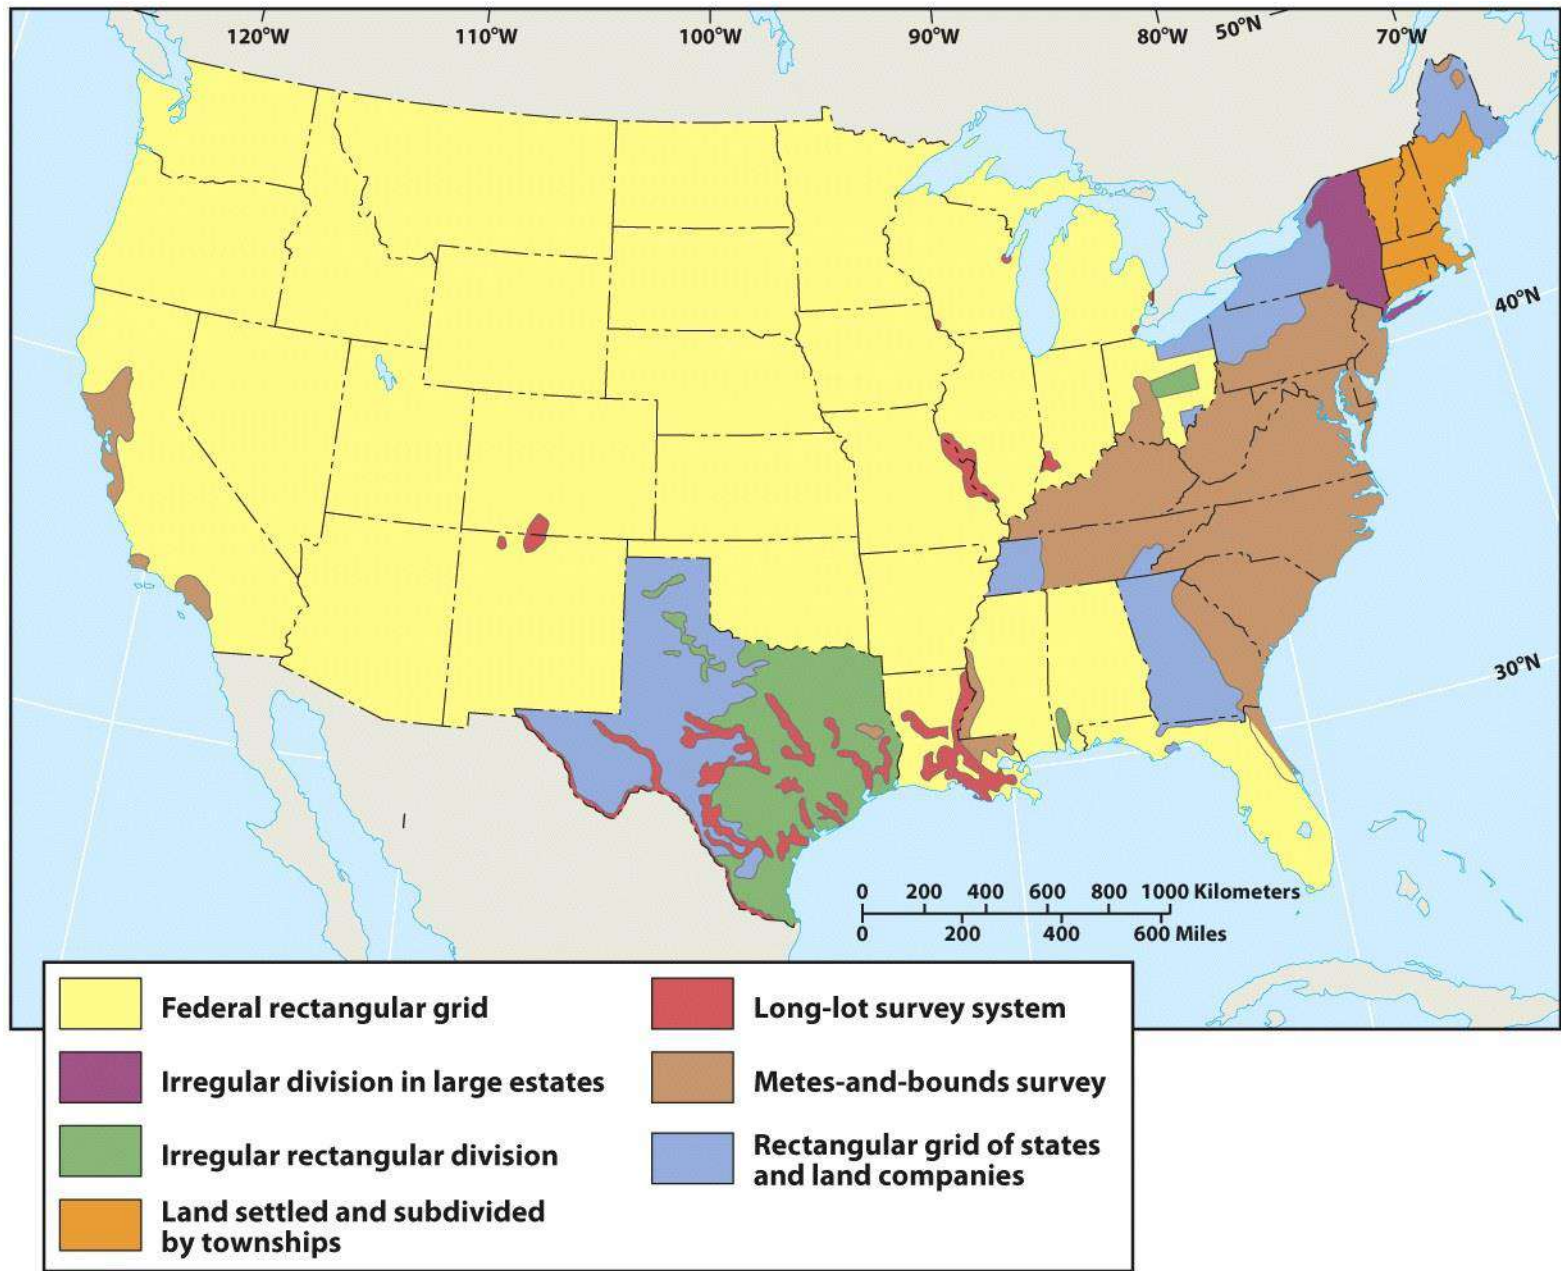 120°W
110°W
100°W
90°W
80°W
50°N
70°W
40°N
30°N
0 200 400 600 800 1000 Kilometers
0 200 400 600 Miles
Federal rectangular grid
Irregular division in large estates
Irregular rectangular division
Land settled and subdivided
by townships
Long-lot survey system
Metes-and-bounds survey
Rectangular grid of states
and land companies